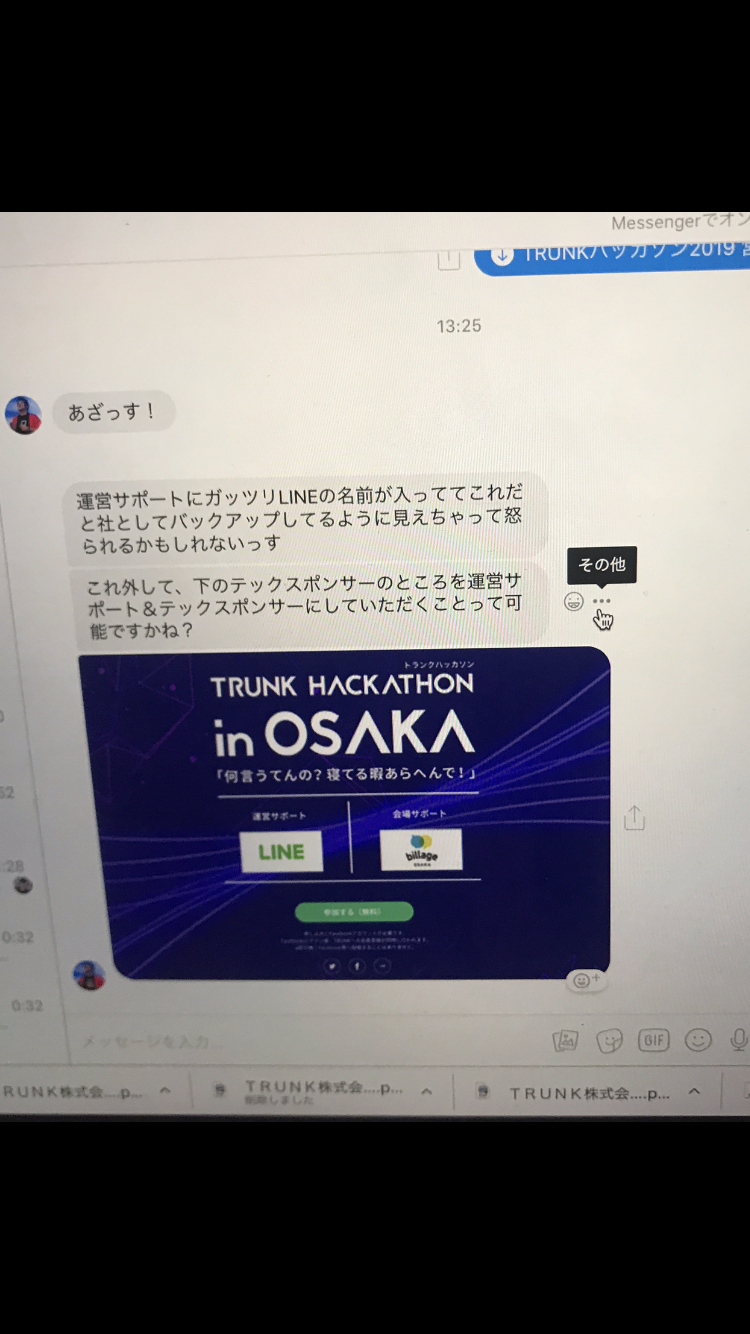 Messengerでオン
TRUNKハッカソン2019
13:25
あざっす！
運営サポートにガッツリLINEの名前が入っててこれだ
と社としてバックアップしてるように見えちゃって怒
られるかもしれないっす
その他
これ外して、下のテックスポンサーのところを運営サ
ポート＆テックスポンサーにしていただくことって可
能ですかね？
トランクハッカソン
TRUNK HACKATHON
in OSAKA
「何言うてんの？寝てる暇あらへんで！」
運営サポート
会場サポート
LINE
billage
OSAKA
参加する（無料）
:28
0:32
0:32
メッセージを入力...
GIF
RUNK株式会....p...
TRUNK株式会....p...
削除しました
TRUNK株式会....p...